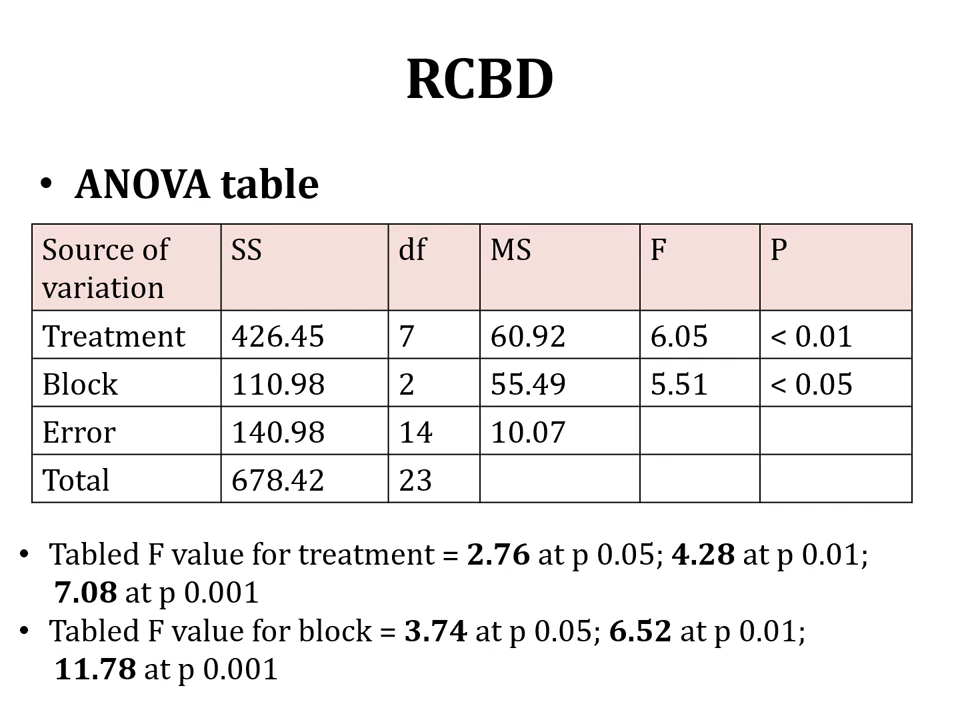 RCBD
• ANOVA table
Source of variation SS df MS F P
Treatment 426.45 7 60.92 6.05 < 0.01
Block 110.98 2 55.49 5.51 < 0.05
Error 140.98 14 10.07
Total 678.42 23
• Tabled F value for treatment = 2.76 at p 0.05; 4.28 at p 0.01;
7.08 at p 0.001
• Tabled F value for block = 3.74 at p 0.05; 6.52 at p 0.01;
11.78 at p 0.001